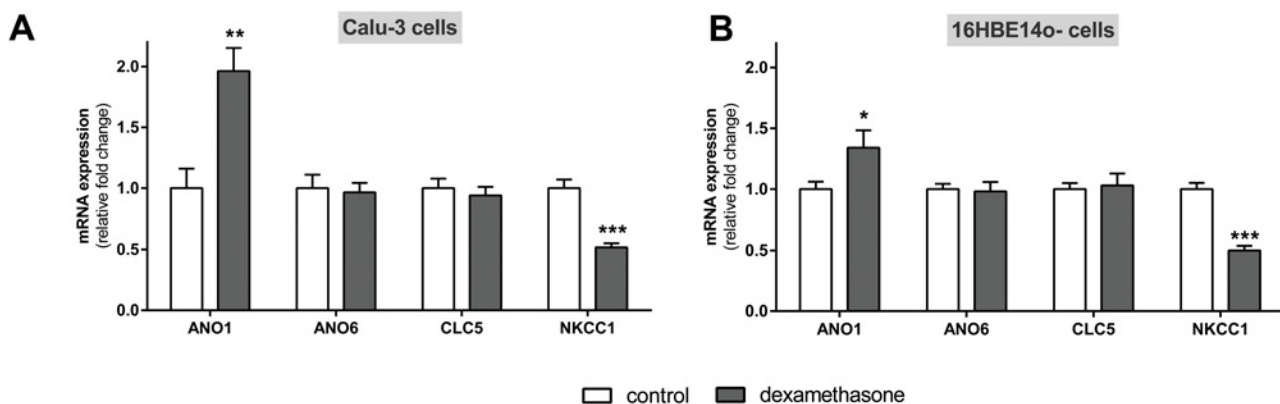 A
Calu-3 cells
mRNA expression
(relative fold change)
2.0
1.5
1.0
0.5
0.0
**
***
ANO1 ANO6 CLC5 NKCC1
B
16HBE14o- cells
mRNA expression
(relative fold change)
2.0
1.5
1.0
0.5
0.0
*
***
ANO1 ANO6 CLC5 NKCC1
control dexamethasone